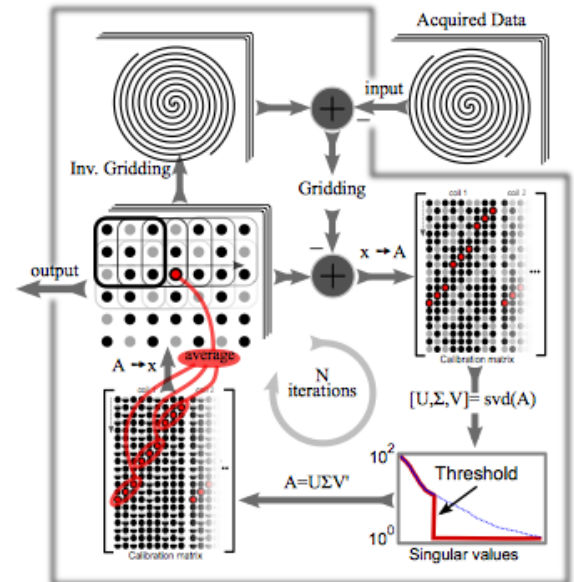 Acquired Data
input
Inv. Gridding
Gridding
coil 1 coil 2
output
x → A
...
Calibration matrix
A → x
average
N
iterations
[U,Σ,V]= svd(A)
10²
Threshold
A=UΣV'
10⁰
Singular values
Calibration matrix